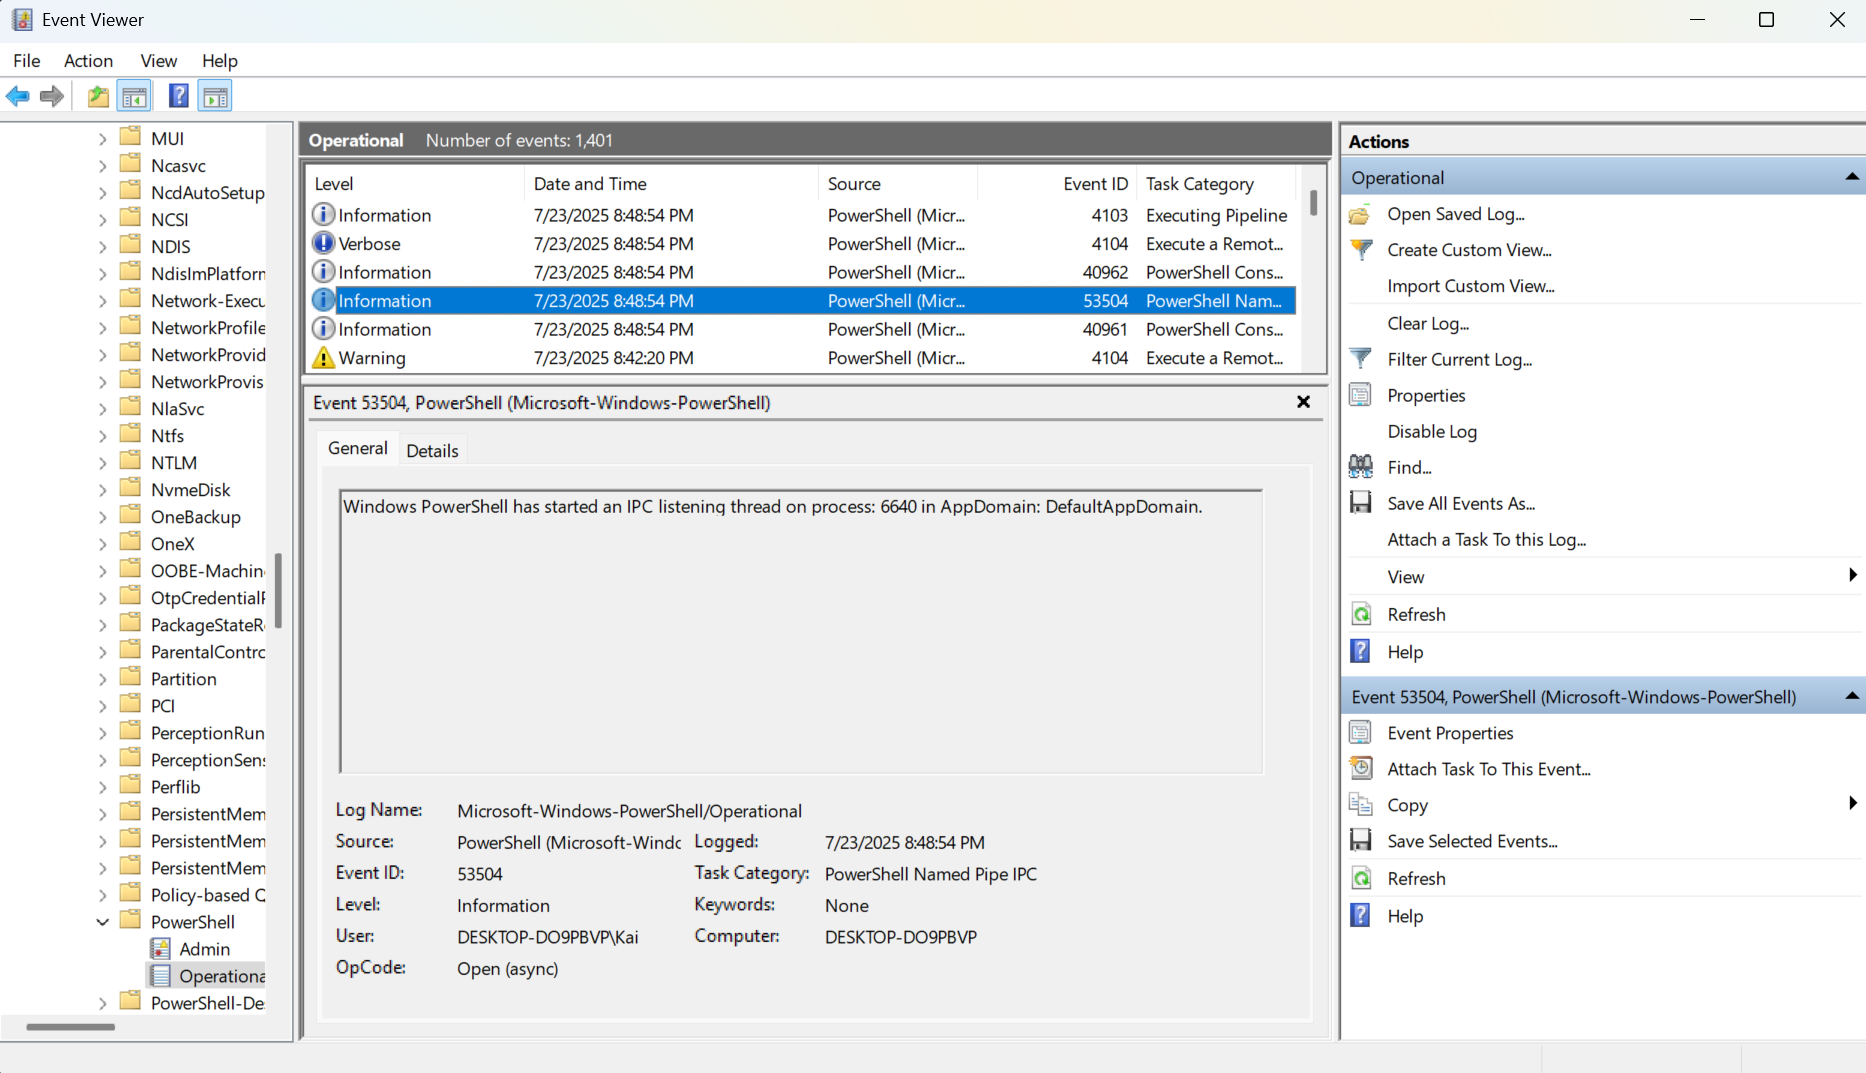 Event Viewer
File Action View Help
MUI
Ncasvc
NcdAutoSetup
NCSI
NDIS
NdisImPlatform
Network-Execu
NetworkProfile
NetworkProvid
NetworkProvis
NlaSvc
Ntfs
NTLM
NvmeDisk
OneBackup
OneX
OOBE-Machin
OtpCredentialP
PackageStateR
ParentalContro
Partition
PCI
PerceptionRun
PerceptionSens
Perflib
PersistentMem
PersistentMem
PersistentMem
Policy-based Q
PowerShell
Admin
Operationa
PowerShell-De
Operational Number of events: 1,401
Level Date and Time Source Event ID Task Category
Information 7/23/2025 8:48:54 PM PowerShell (Micr... 4103 Executing Pipeline
Verbose 7/23/2025 8:48:54 PM PowerShell (Micr... 4104 Execute a Remot...
Information 7/23/2025 8:48:54 PM PowerShell (Micr... 40962 PowerShell Cons...
Information 7/23/2025 8:48:54 PM PowerShell (Micr... 53504 PowerShell Nam...
Information 7/23/2025 8:48:54 PM PowerShell (Micr... 40961 PowerShell Cons...
Warning 7/23/2025 8:42:20 PM PowerShell (Micr... 4104 Execute a Remot...
Event 53504, PowerShell (Microsoft-Windows-PowerShell)
General Details
Windows PowerShell has started an IPC listening thread on process: 6640 in AppDomain: DefaultAppDomain.
Log Name: Microsoft-Windows-PowerShell/Operational
Source: PowerShell (Microsoft-Windo Logged: 7/23/2025 8:48:54 PM
Event ID: 53504 Task Category: PowerShell Named Pipe IPC
Level: Information Keywords: None
User: DESKTOP-DO9PBVP\Kai Computer: DESKTOP-DO9PBVP
OpCode: Open (async)
Actions
Operational
Open Saved Log...
Create Custom View...
Import Custom View...
Clear Log...
Filter Current Log...
Properties
Disable Log
Find...
Save All Events As...
Attach a Task To this Log...
View
Refresh
Help
Event 53504, PowerShell (Microsoft-Windows-PowerShell)
Event Properties
Attach Task To This Event...
Copy
Save Selected Events...
Refresh
Help